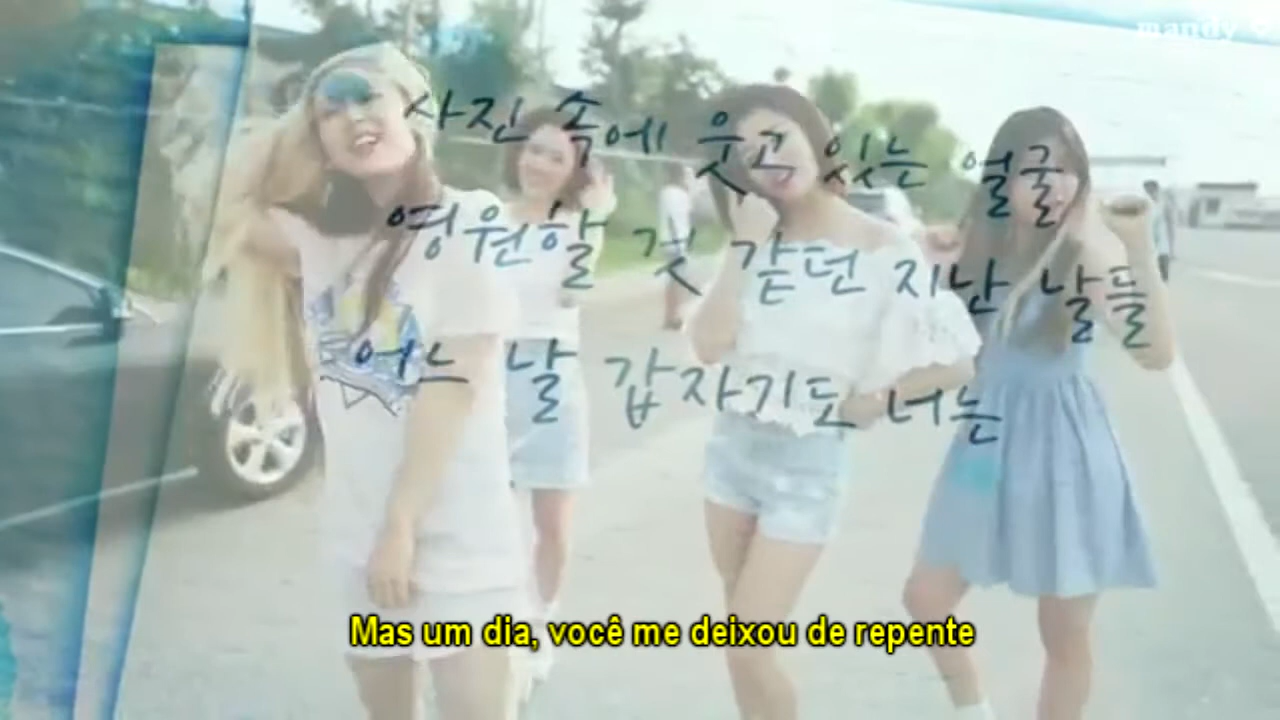 mandy
사진 속에 웃고 있는 얼굴
영원할 것 같던 지난 날들
어느 날 갑자기도 너는
Mas um dia, você me deixou de repente